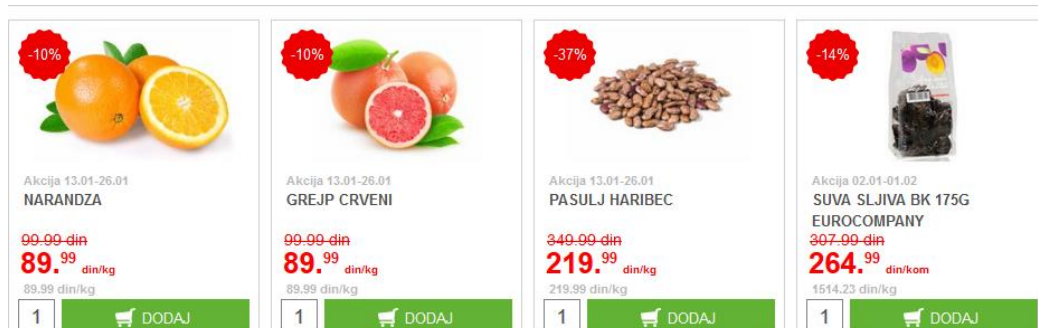 -10%
Akcija 13.01-26.01
NARANDZA
99.99 din
89.99 din/kg
89.99 din/kg
1 DODAJ
-10%
Akcija 13.01-26.01
GREJP CRVENI
99.99 din
89.99 din/kg
89.99 din/kg
1 DODAJ
-37%
Akcija 13.01-26.01
PASULJ HARIBEC
349.99 din
219.99 din/kg
219.99 din/kg
1 DODAJ
-14%
Akcija 02.01-01.02
SUVA SLJIVA BK 175G
EUROCOMPANY
307.99 din
264.99 din/kom
1514.23 din/kg
1 DODAJ